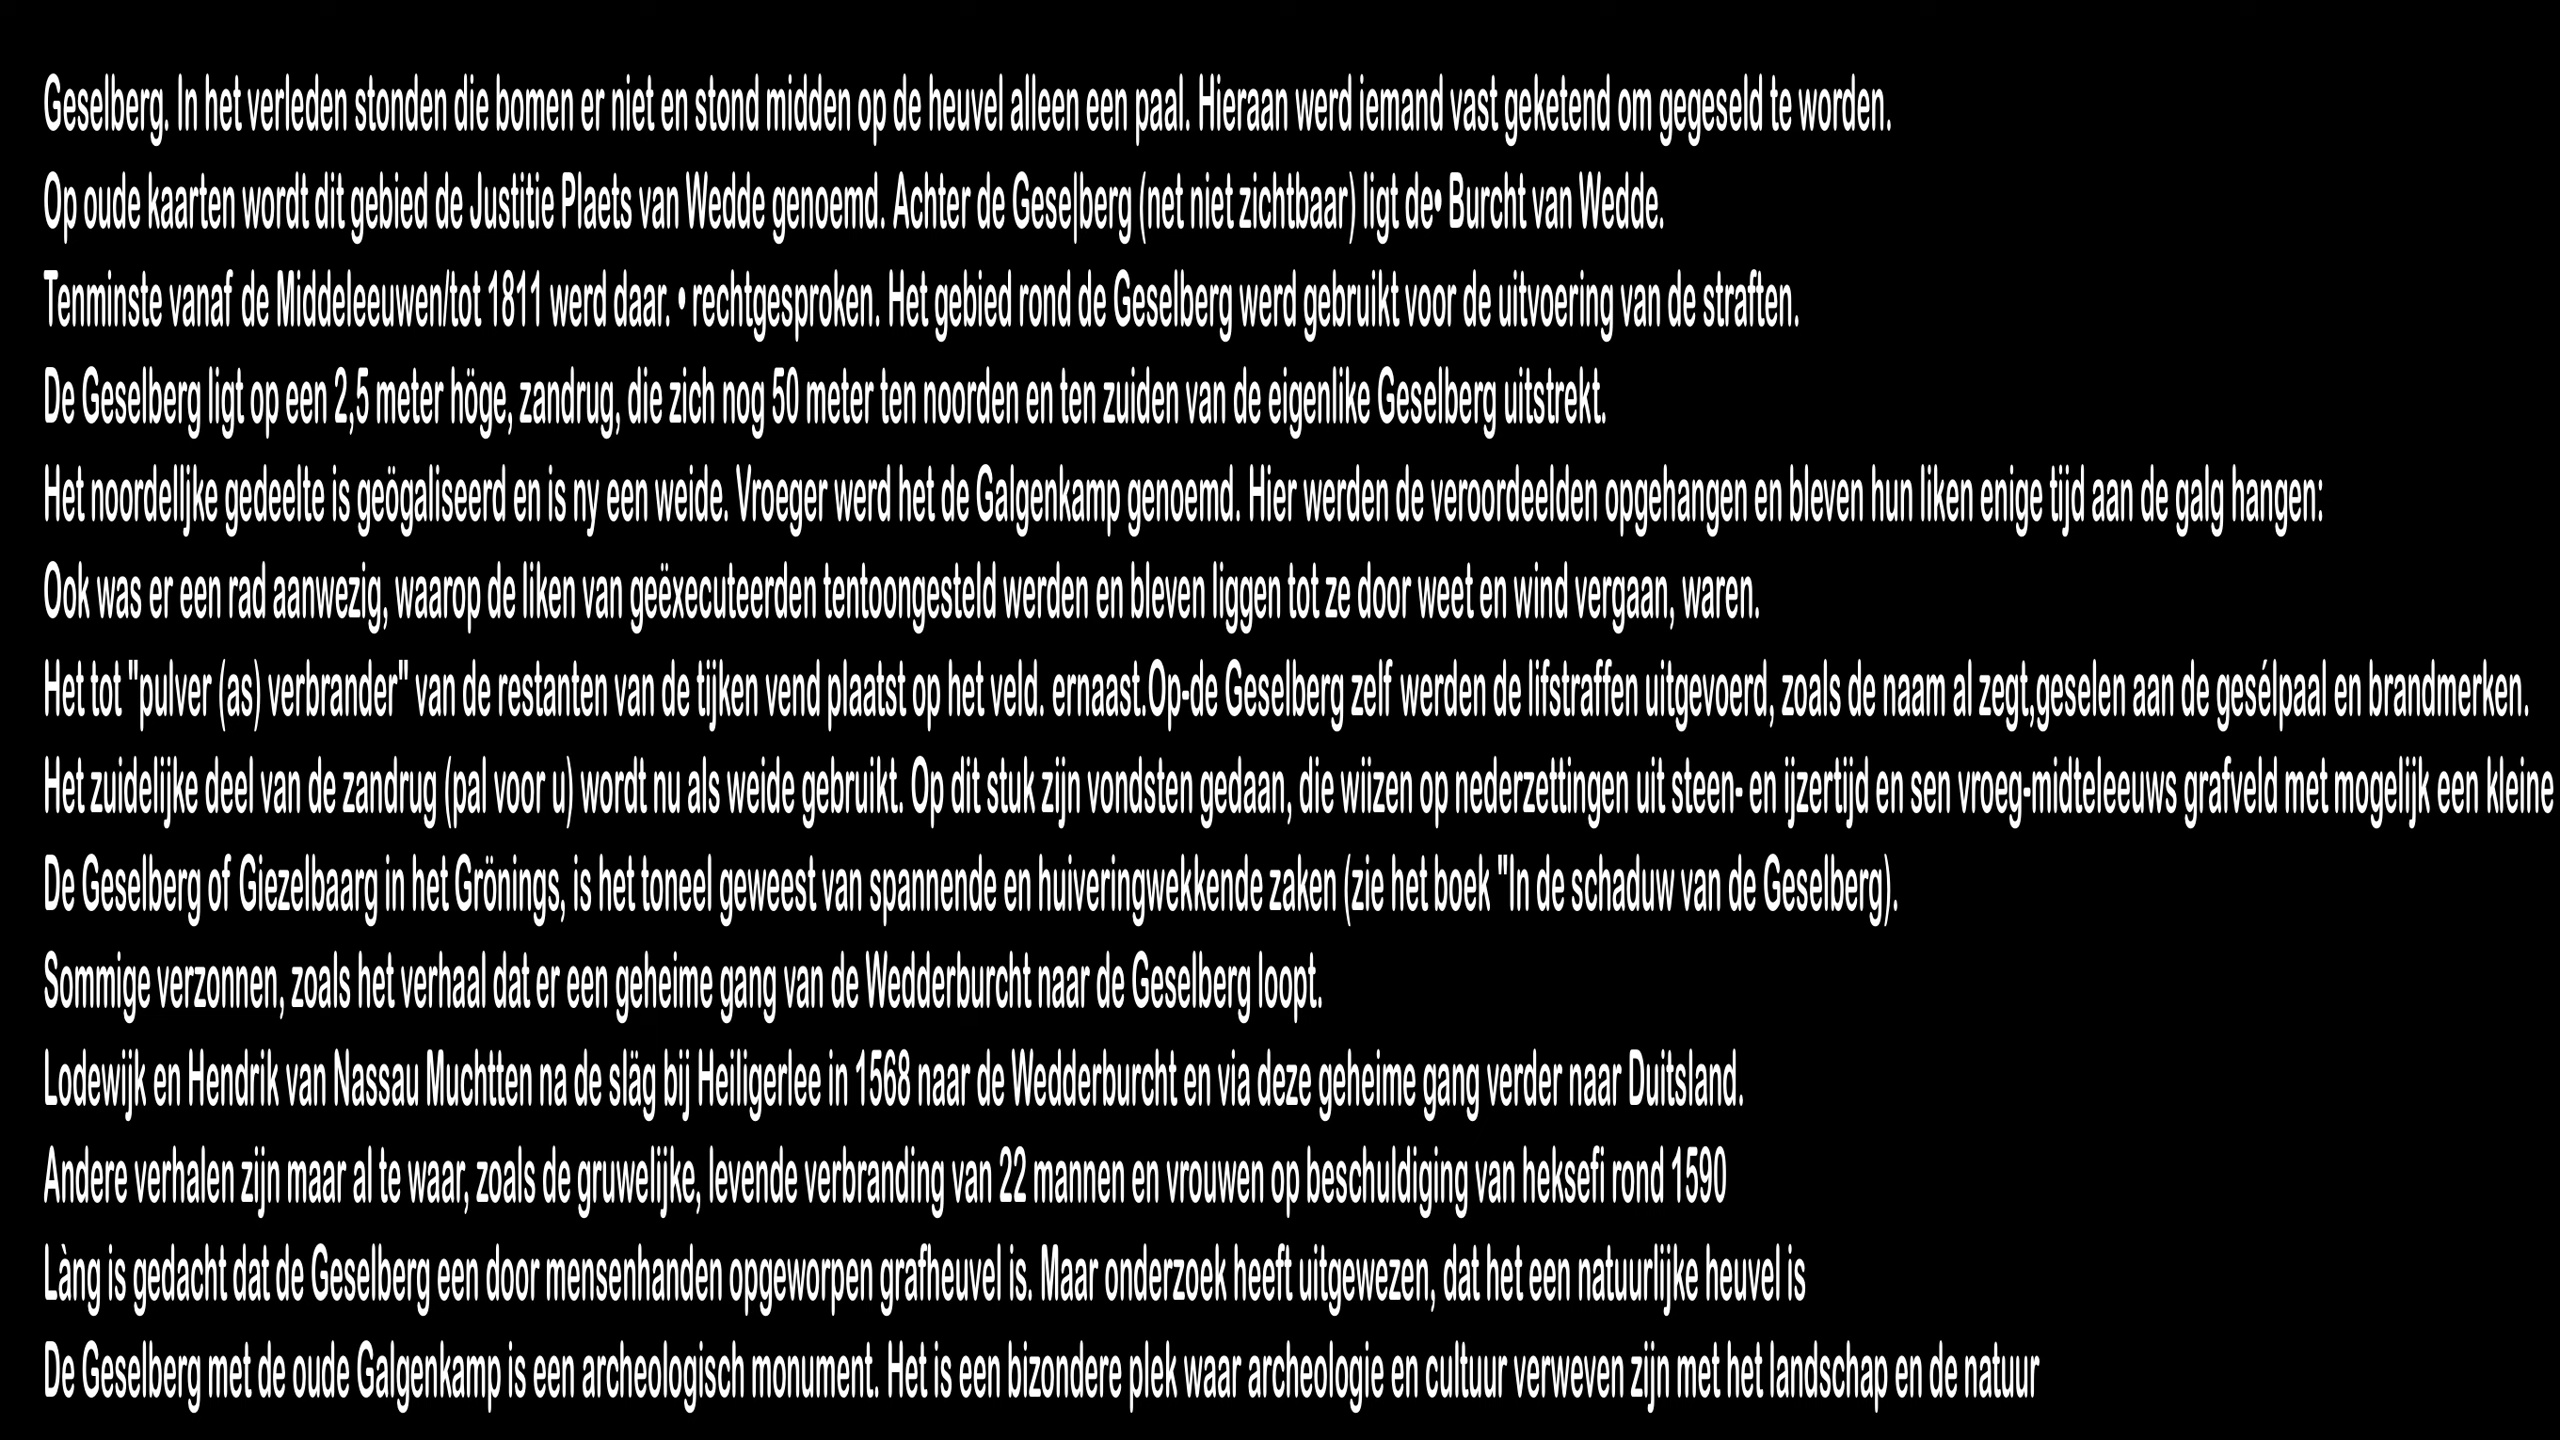 Geselberg. In het verleden stonden die bomen er niet en stond midden op de heuvel alleen een paal. Hieraan werd iemand vast geketend om gegeseld te worden.
Op oude kaarten wordt dit gebied de Justitie Plaets van Wedde genoemd. Achter de Gese|berg (net niet zichtbaar) ligt de• Burcht van Wedde.
Tenminste vanaf de Middeleeuwen/tot 1811 werd daar. • rechtgesproken. Het gebied rond de Geselberg werd gebruikt voor de uitvoering van de straften.
De Geselberg ligt op een 2,5 meter höge, zandrug, die zich nog 50 meter ten noorden en ten zuiden van de eigenlike Geselberg uitstrekt.
Het noordelljke gedeelte is geögaliseerd en is ny een weide. Vroeger werd het de Galgenkamp genoemd. Hier werden de veroordeelden opgehangen en bleven hun liken enige tijd aan de galg hangen:
Ook was er een rad aanwezig, waarop de liken van geëxecuteerden tentoongesteld werden en bleven liggen tot ze door weet en wind vergaan, waren.
Het tot "pulver (as) verbrander" van de restanten van de tijken vend plaatst op het veld. ernaast.Op-de Geselberg zelf werden de lifstraffen uitgevoerd, zoals de naam al zegt,geselen aan de gesélpaal en brandmerken.
Het zuidelijke deel van de zandrug (pal voor u) wordt nu als weide gebruikt. Op dit stuk zijn vondsten gedaan, die wiizen op nederzettingen uit steen- en ijzertijd en sen vroeg-midteleeuws grafveld met mogelijk een kleine
De Geselberg of Giezelbaarg in het Grönings, is het toneel geweest van spannende en huiveringwekkende zaken (zie het boek "In de schaduw van de Geselberg).
Sommige verzonnen, zoals het verhaal dat er een geheime gang van de Wedderburcht naar de Geselberg loopt.
Lodewijk en Hendrik van Nassau Muchtten na de släg bij Heiligerlee in 1568 naar de Wedderburcht en via deze geheime gang verder naar Duitsland.
Andere verhalen zijn maar al te waar, zoals de gruwelijke, levende verbranding van 22 mannen en vrouwen op beschuldiging van heksefi rond 1590
Làng is gedacht dat de Geselberg een door mensenhanden opgeworpen grafheuvel is. Maar onderzoek heeft uitgewezen, dat het een natuurlijke heuvel is
De Geselberg met de oude Galgenkamp is een archeologisch monument. Het is een bizondere plek waar archeologie en cultuur verweven zijn met het landschap en de natuur